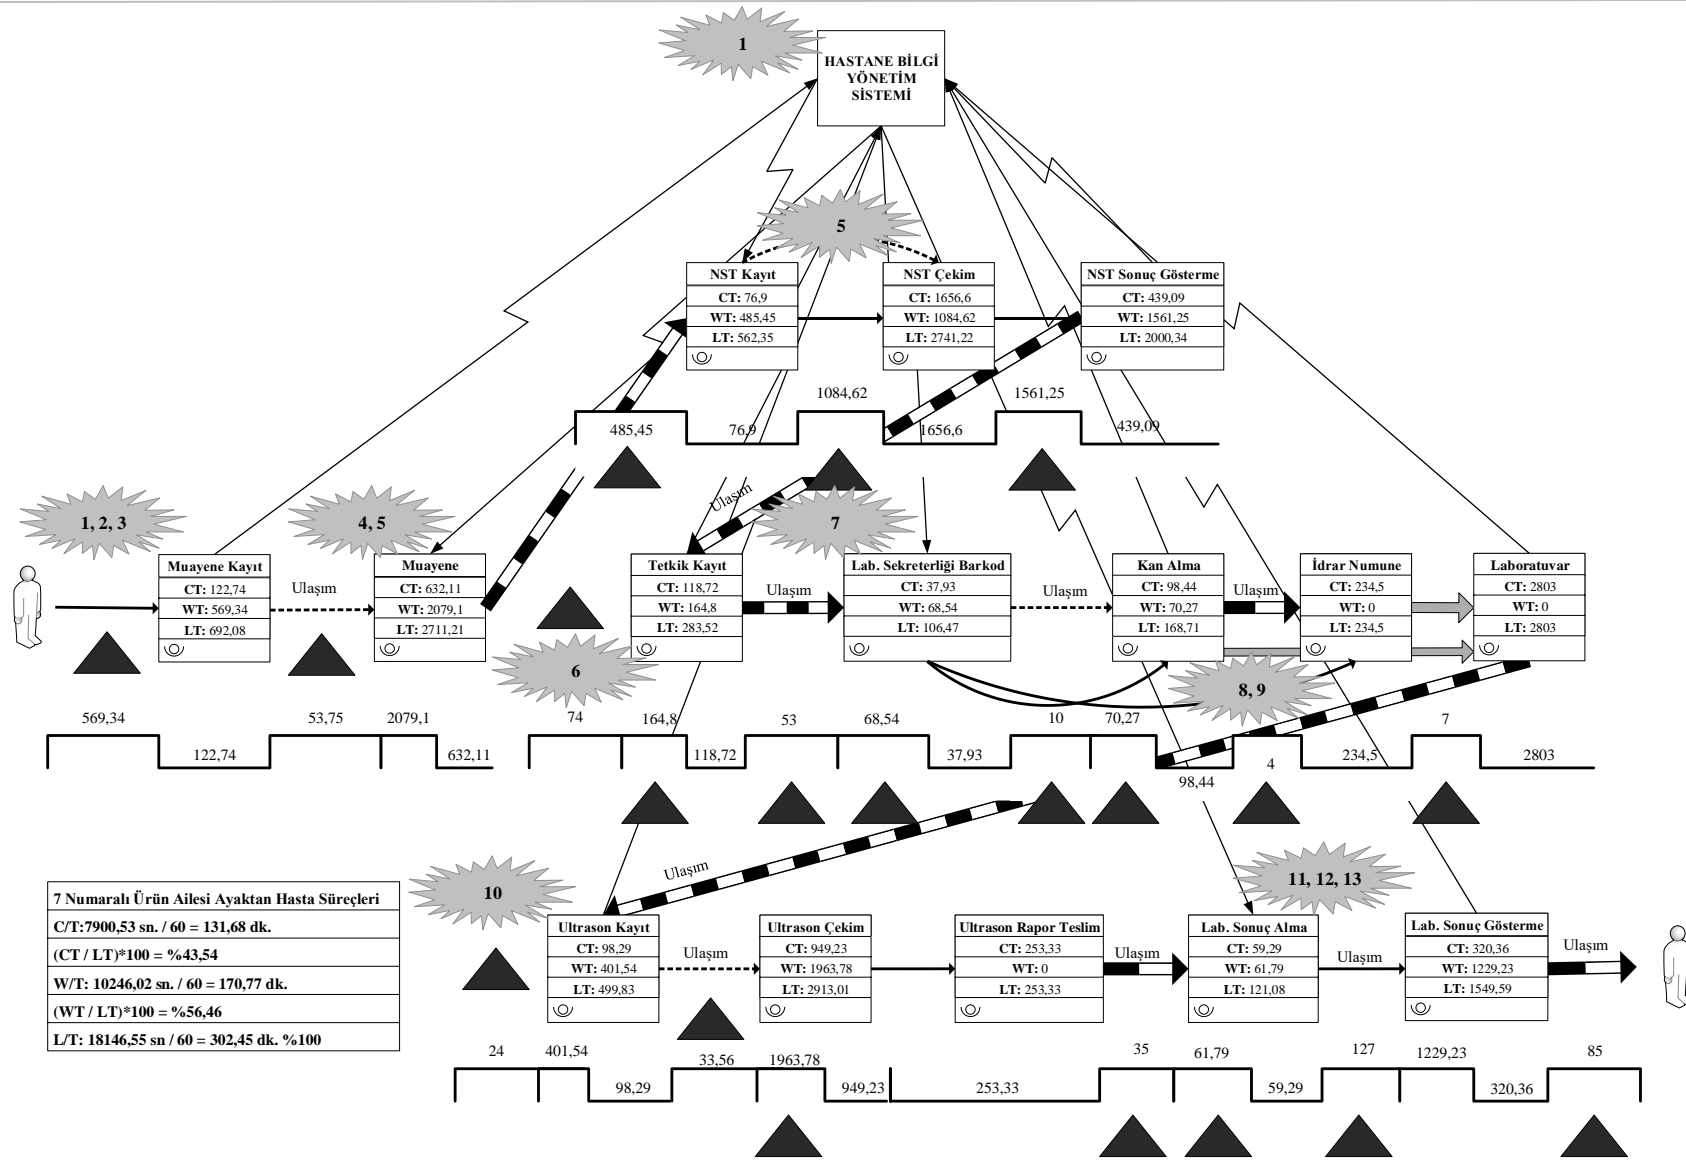 1
HASTANE BİLGİ
YÖNETİM
SİSTEMİ
5
NST Kayıt
CT: 76,9
WT: 485,45
LT: 562,35
NST Çekim
CT: 1656,6
WT: 1084,62
LT: 2741,22
NST Sonuç Gösterme
CT: 439,09
WT: 1561,25
LT: 2000,34
485,45
76,9
1084,62
1656,6
1561,25
439,09
1, 2, 3
4, 5
Ulaşım
7
Muayene Kayıt
CT: 122,74
WT: 569,34
LT: 692,08
Ulaşım
Muayene
CT: 632,11
WT: 2079,1
LT: 2711,21
Tetkik Kayıt
CT: 118,72
WT: 164,8
LT: 283,52
Ulaşım
Lab. Sekreterliği Barkod
CT: 37,93
WT: 68,54
LT: 106,47
Ulaşım
Kan Alma
CT: 98,44
WT: 70,27
LT: 168,71
Ulaşım
İdrar Numune
CT: 234,5
WT: 0
LT: 234,5
Laboratuvar
CT: 2803
WT: 0
LT: 2803
6
8, 9
569,34
122,74
53,75
2079,1
632,11
74
164,8
118,72
53
68,54
37,93
10
70,27
98,44
4
234,5
7
2803
Ulaşım
10
11, 12, 13
7 Numaralı Ürün Ailesi Ayaktan Hasta Süreçleri
C/T:7900,53 sn. / 60 = 131,68 dk.
(CT / LT)*100 = %43,54
W/T: 10246,02 sn. / 60 = 170,77 dk.
(WT / LT)*100 = %56,46
L/T: 18146,55 sn / 60 = 302,45 dk. %100
Ultrason Kayıt
CT: 98,29
WT: 401,54
LT: 499,83
Ulaşım
Ultrason Çekim
CT: 949,23
WT: 1963,78
LT: 2913,01
Ultrason Rapor Teslim
CT: 253,33
WT: 0
LT: 253,33
Ulaşım
Lab. Sonuç Alma
CT: 59,29
WT: 61,79
LT: 121,08
Ulaşım
Lab. Sonuç Gösterme
CT: 320,36
WT: 1229,23
LT: 1549,59
Ulaşım
24
401,54
98,29
33,56
1963,78
949,23
253,33
35
61,79
59,29
127
1229,23
320,36
85